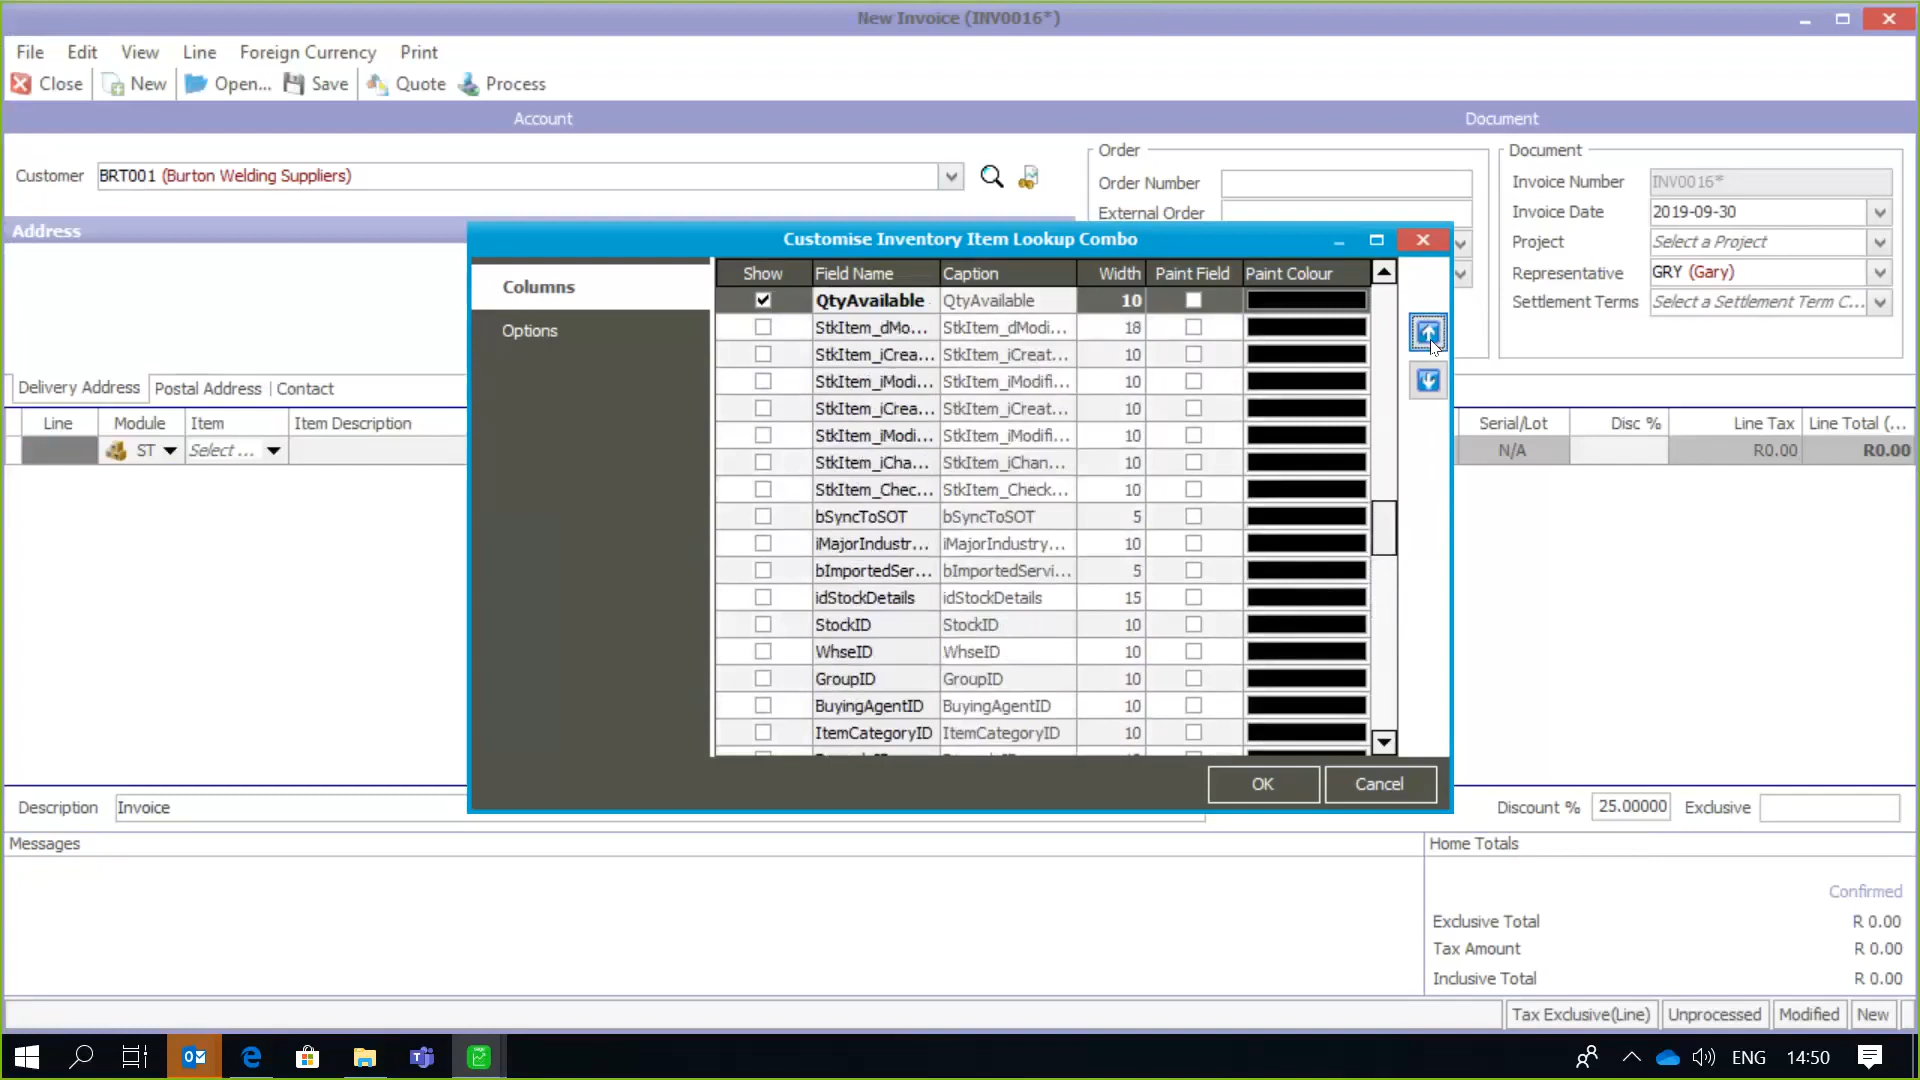 New Invoice (INV0016*)
File Edit View Line Foreign Currency Print
Close New Open... Save Quote Process
Account Document
Customer BRT001 (Burton Welding Suppliers)
Order
Order Number
External Order
Document
Invoice Number INV0016*
Invoice Date 2019-09-30
Project Select a Project
Representative GRY (Gary)
Settlement Terms Select a Settlement Term C...
Address
Delivery Address Postal Address Contact
Line Module Item Item Description Serial/Lot Disc % Line Tax Line Total (...
ST Select ... N/A R0.00 R0.00
Customise Inventory Item Lookup Combo
Columns
Options
Show Field Name Caption Width Paint Field Paint Colour
QtyAvailable QtyAvailable 10
StkItem_dMo... StkItem_dModi... 18
StkItem_iCrea... StkItem_iCreat... 10
StkItem_iModi... StkItem_iModifi... 10
StkItem_iCrea... StkItem_iCreat... 10
StkItem_iModi... StkItem_iModifi... 10
StkItem_iCha... StkItem_iChan... 10
StkItem_Chec... StkItem_Check... 10
bSyncToSOT bSyncToSOT 5
iMajorIndustr... iMajorIndustry... 10
bImportedSer... bImportedServi... 5
idStockDetails idStockDetails 15
StockID StockID 10
WhseID WhseID 10
GroupID GroupID 10
BuyingAgentID BuyingAgentID 10
ItemCategoryID ItemCategoryID 10
OK Cancel
Description Invoice Discount % 25.00000 Exclusive
Messages
Home Totals
Confirmed
Exclusive Total R 0.00
Tax Amount R 0.00
Inclusive Total R 0.00
Tax Exclusive(Line) Unprocessed Modified New
ENG 14:50